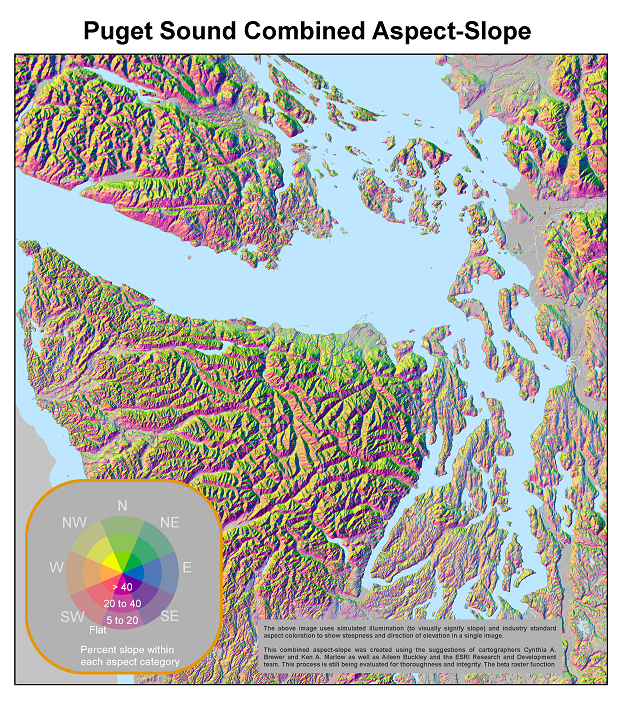 Puget Sound Combined Aspect-Slope
N
NW
NE
W
E
> 40
20 to 40
SW
5 to 20
SE
Flat
Percent slope within
each aspect category
The above image uses simulated illumination (to visually signify slope) and industry standard
aspect coloration to show steepness and direction of elevation in a single image.
This combined aspect-slope was created using the suggestions of cartographers Cynthia A.
Brewer and Ken A. Marlow as well as Aileen Buckley and the ESRI Research and Development
team. This process is still being evaluated for thoroughness and integrity. The beta raster function